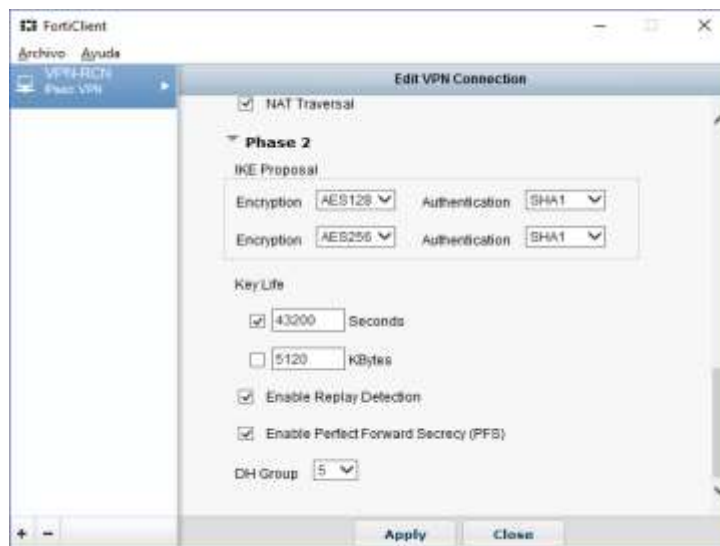 FortiClient
Archivo Ayuda
VPN-RCN
IPsec VPN
Edit VPN Connection
NAT Traversal
Phase 2
IKE Proposal
Encryption AES128 Authentication SHA1
Encryption AES256 Authentication SHA1
Key Life
43200 Seconds
5120 KBytes
Enable Replay Detection
Enable Perfect Forward Secrecy (PFS)
DH Group 5
+ - Apply Close